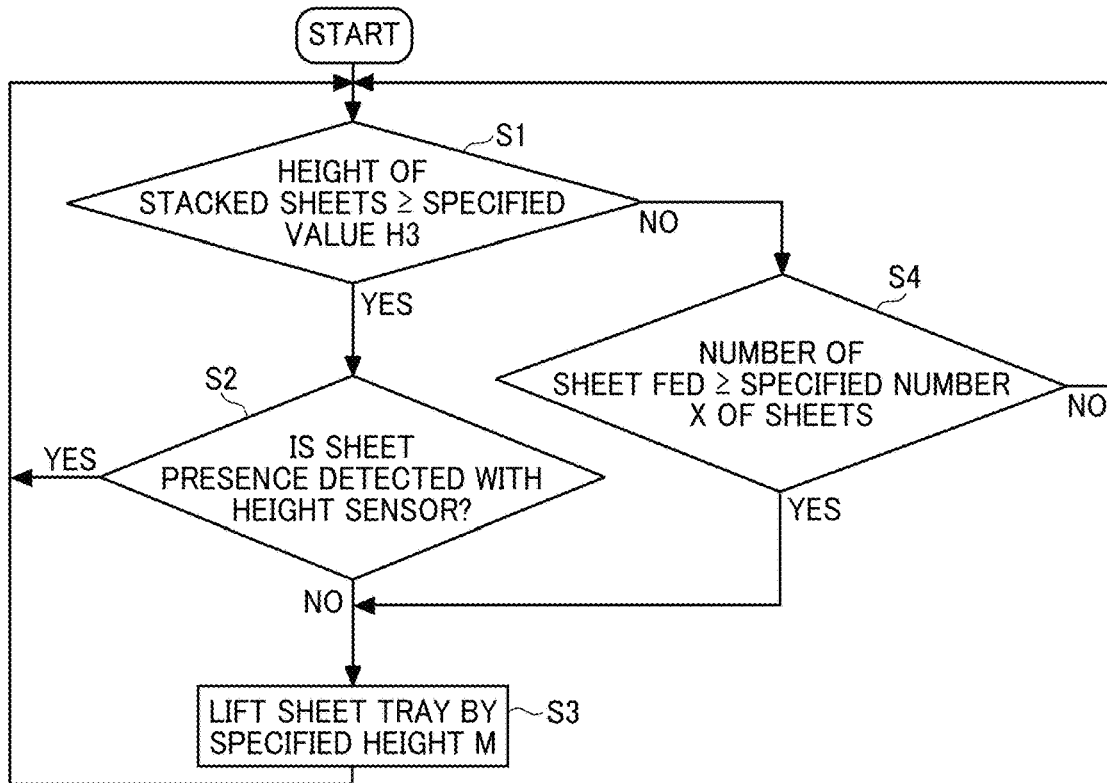 START
S1
HEIGHT OF
STACKED SHEETS ≥ SPECIFIED
VALUE H3
NO
YES
S4
NUMBER OF
SHEET FED ≥ SPECIFIED NUMBER
X OF SHEETS
NO
YES
S2
IS SHEET
PRESENCE DETECTED WITH
HEIGHT SENSOR?
YES
NO
LIFT SHEET TRAY BY
SPECIFIED HEIGHT M
S3